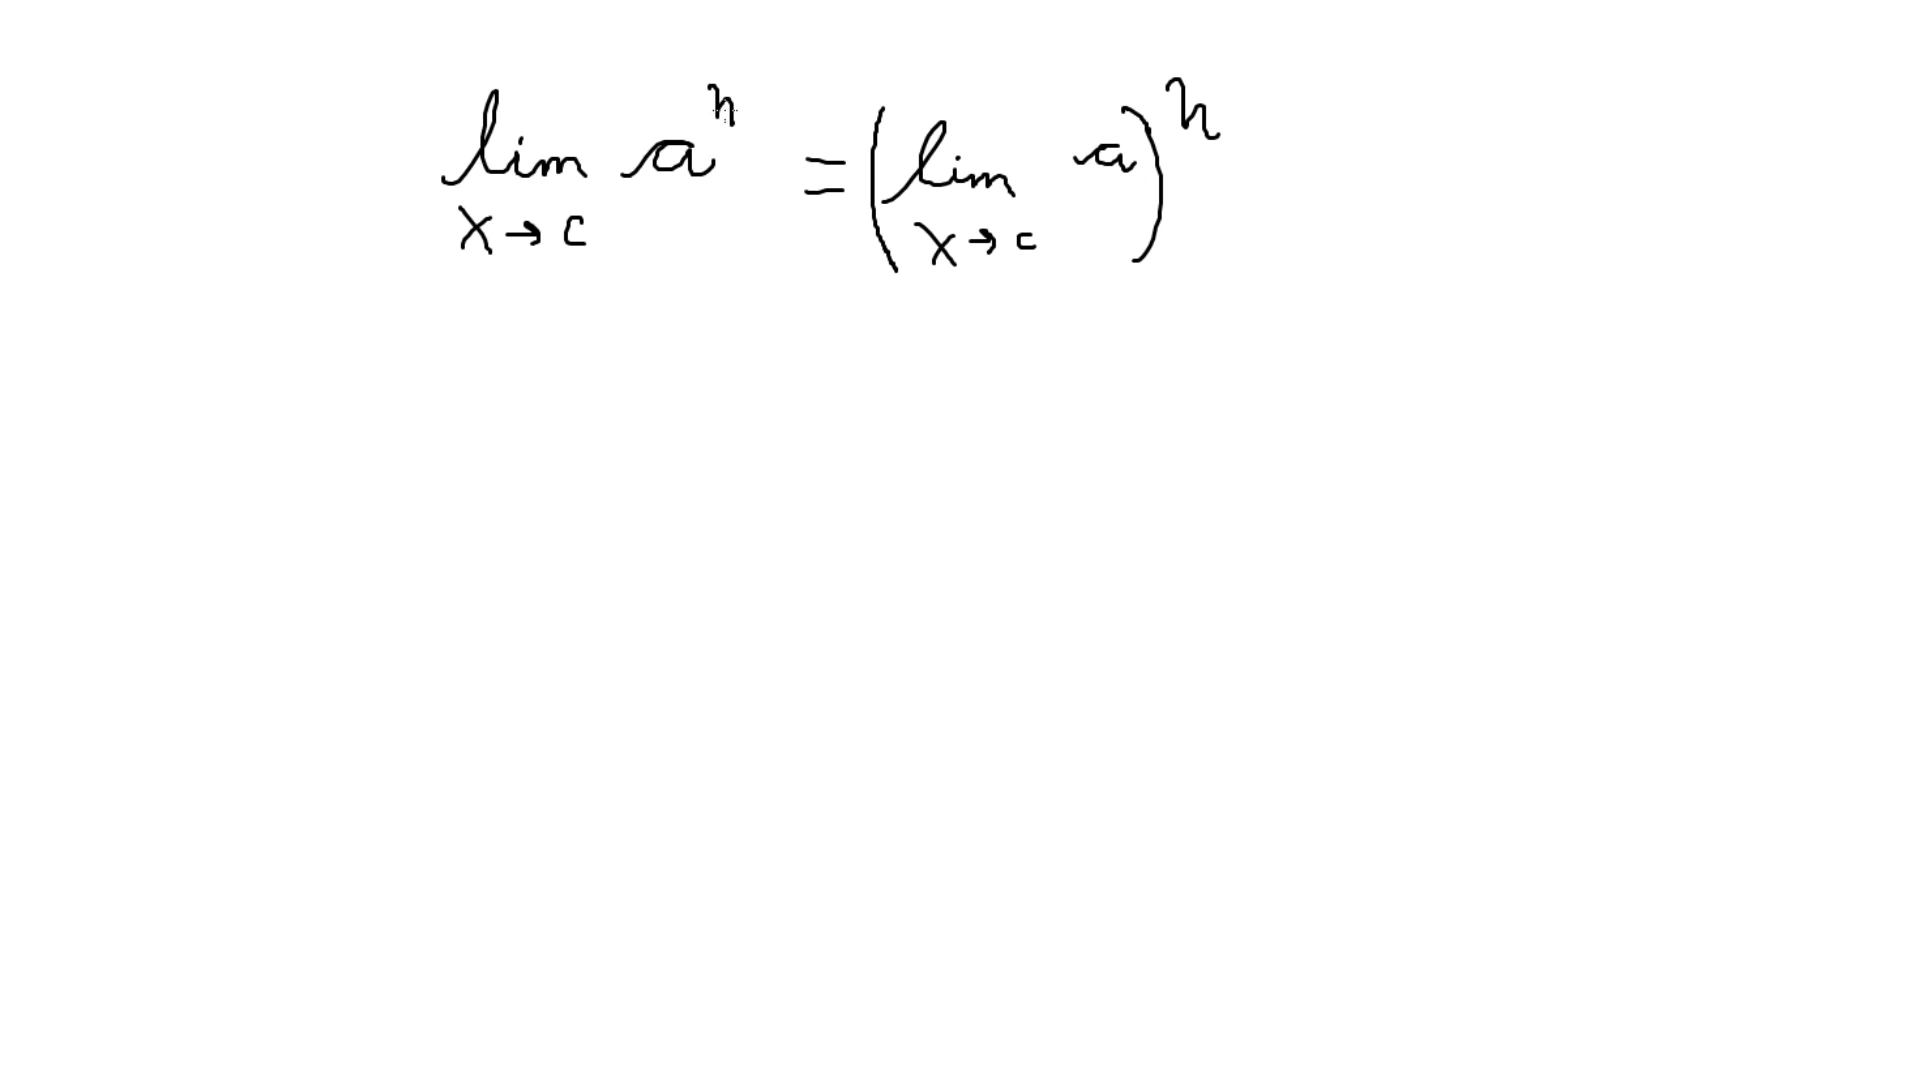 lim a^n = (lim a)^n
x→c x→c